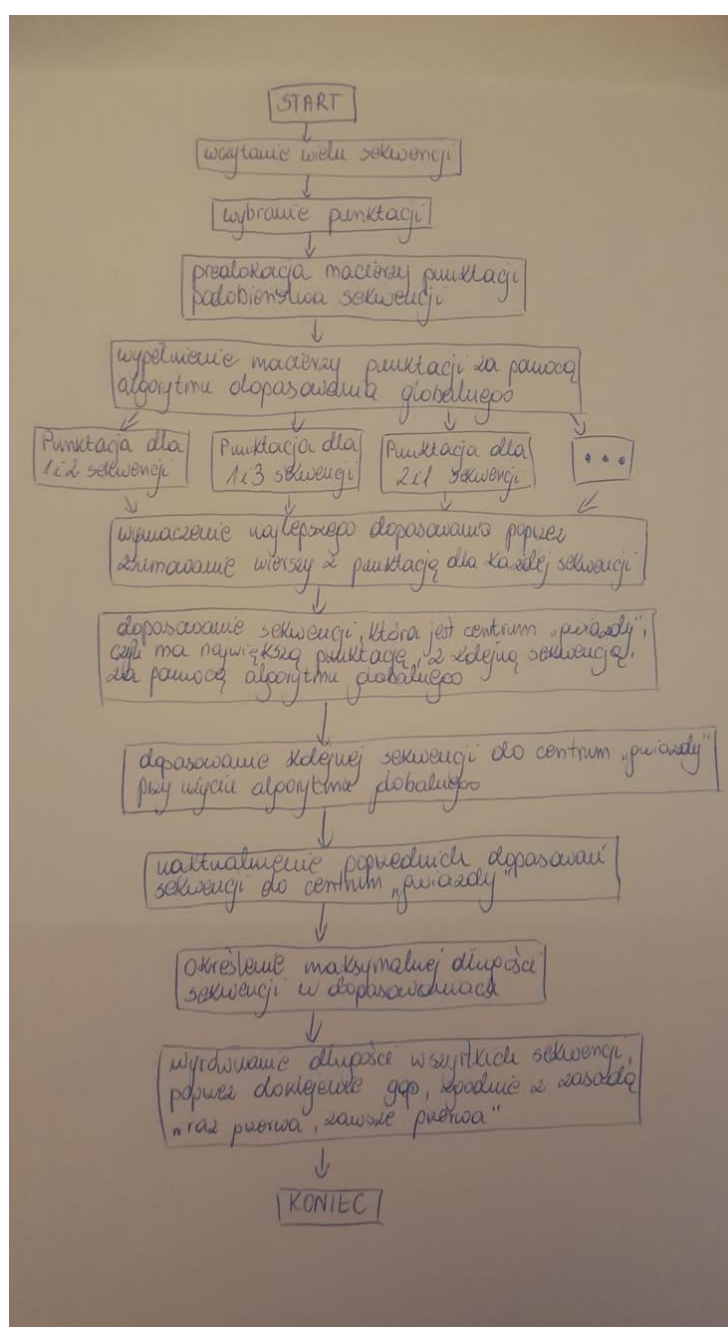 START
wczytanie wielu sekwencji
wybranie punktacji
prealokacja macierzy punktacji
podobieństwa sekwencji
wypełnienie macierzy punktacji za pomocą
algorytmu dopasowania globalnego
Punktacja dla
1 i 2 sekwencji
Punktacja dla
1 i 3 sekwencji
Punktacja dla
2 i 1 sekwencji
...
wyznaczenie najlepszego dopasowania poprzez
zsumowanie wierszy z punktacją dla każdej sekwencji
dopasowanie sekwencji, która jest centrum „gwiazdy",
czyli ma największą punktację, z kolejną sekwencją,
za pomocą algorytmu globalnego
dopasowanie kolejnej sekwencji do centrum „gwiazdy"
przy użyciu algorytmu globalnego
uaktualnienie poprzednich dopasowań
sekwencji do centrum „gwiazdy"
określenie maksymalnej długości
sekwencji w dopasowaniach
wyrównanie długości wszystkich sekwencji,
poprzez doklejenie gap, zgodnie z zasadą
„raz przerwa, zawsze przerwa"
KONIEC